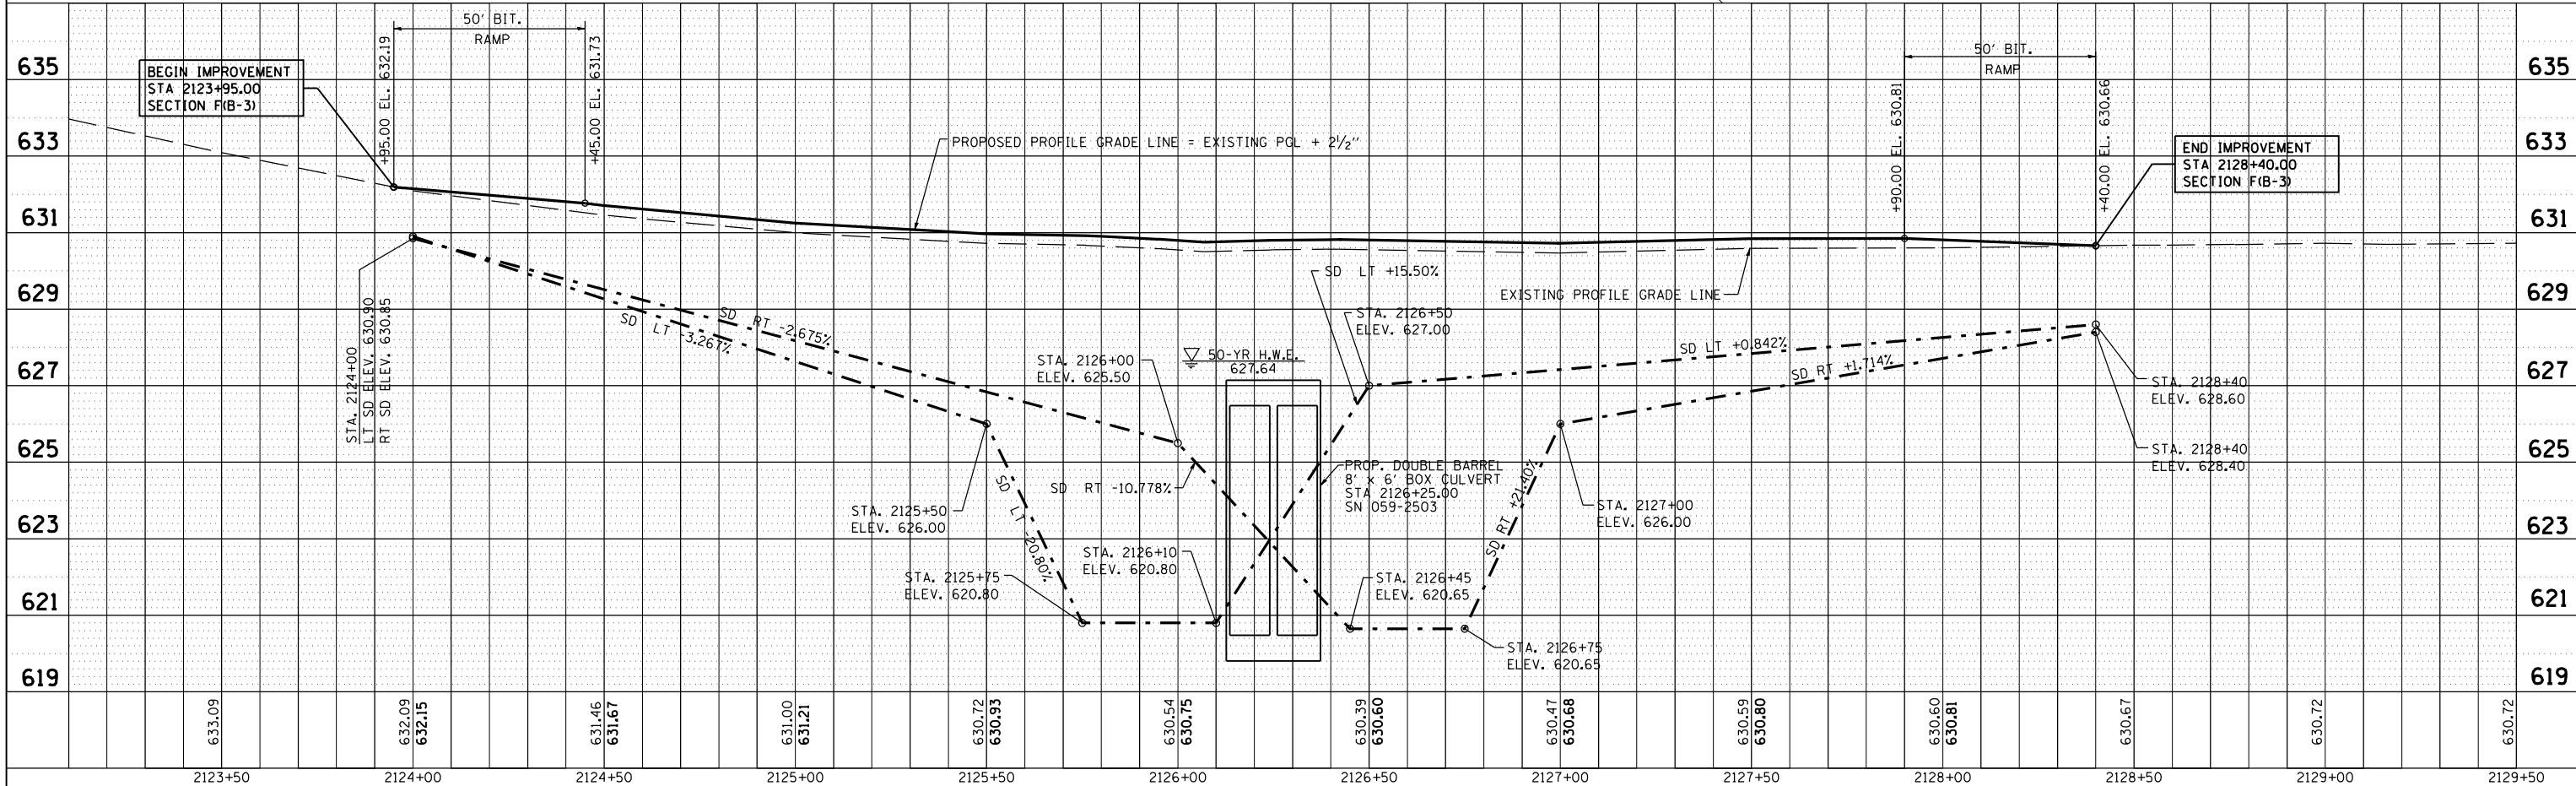 50' BIT.
RAMP
+95.00 EL. 632.19
+45.00 EL. 631.73
BEGIN IMPROVEMENT
STA 2123+95.00
SECTION F(B-3)
50' BIT.
RAMP
+90.00 EL. 630.81
+40.00 EL. 630.66
END IMPROVEMENT
STA 2128+40.00
SECTION F(B-3)
635
633
631
629
627
625
623
621
619
635
633
631
629
627
625
623
621
619
PROPOSED PROFILE GRADE LINE = EXISTING PGL + 2½"
EXISTING PROFILE GRADE LINE
STA. 2124+00
LT SD ELEV. 630.90
RT SD ELEV. 630.85
SD RT -2.675%
SD LT -3.267%
SD LT +15.50%
STA. 2126+50
ELEV. 627.00
STA. 2126+00
ELEV. 625.50
50-YR H.W.E.
627.64
SD LT +0.842%
SD RT +1.714%
STA. 2128+40
ELEV. 628.60
STA. 2128+40
ELEV. 628.40
SD RT -10.778%
PROP. DOUBLE BARREL
8' x 6' BOX CULVERT
STA 2126+25.00
SN 059-2503
STA. 2125+50
ELEV. 626.00
SD LT -20.80%
SD RT +21.40%
STA. 2127+00
ELEV. 626.00
STA. 2126+10
ELEV. 620.80
STA. 2125+75
ELEV. 620.80
STA. 2126+45
ELEV. 620.65
STA. 2126+75
ELEV. 620.65
633.09
632.09
632.15
631.46
631.67
631.00
631.21
630.72
630.93
630.54
630.75
630.39
630.60
630.47
630.68
630.59
630.80
630.60
630.81
630.67
630.72
630.72
2123+50
2124+00
2124+50
2125+00
2125+50
2126+00
2126+50
2127+00
2127+50
2128+00
2128+50
2129+00
2129+50